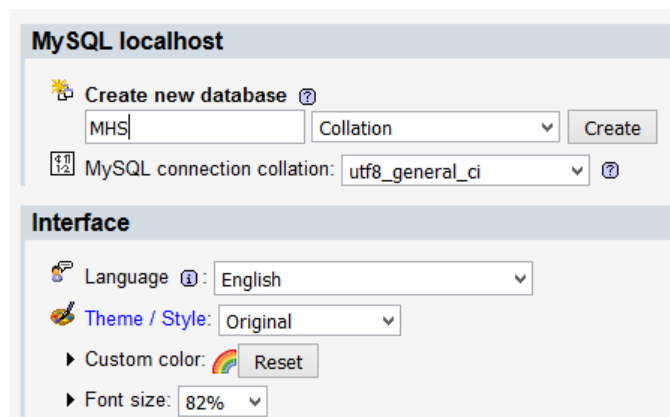 MySQL localhost
Create new database
MHS Collation Create
MySQL connection collation: utf8_general_ci
Interface
Language : English
Theme / Style: Original
Custom color: Reset
Font size: 82%